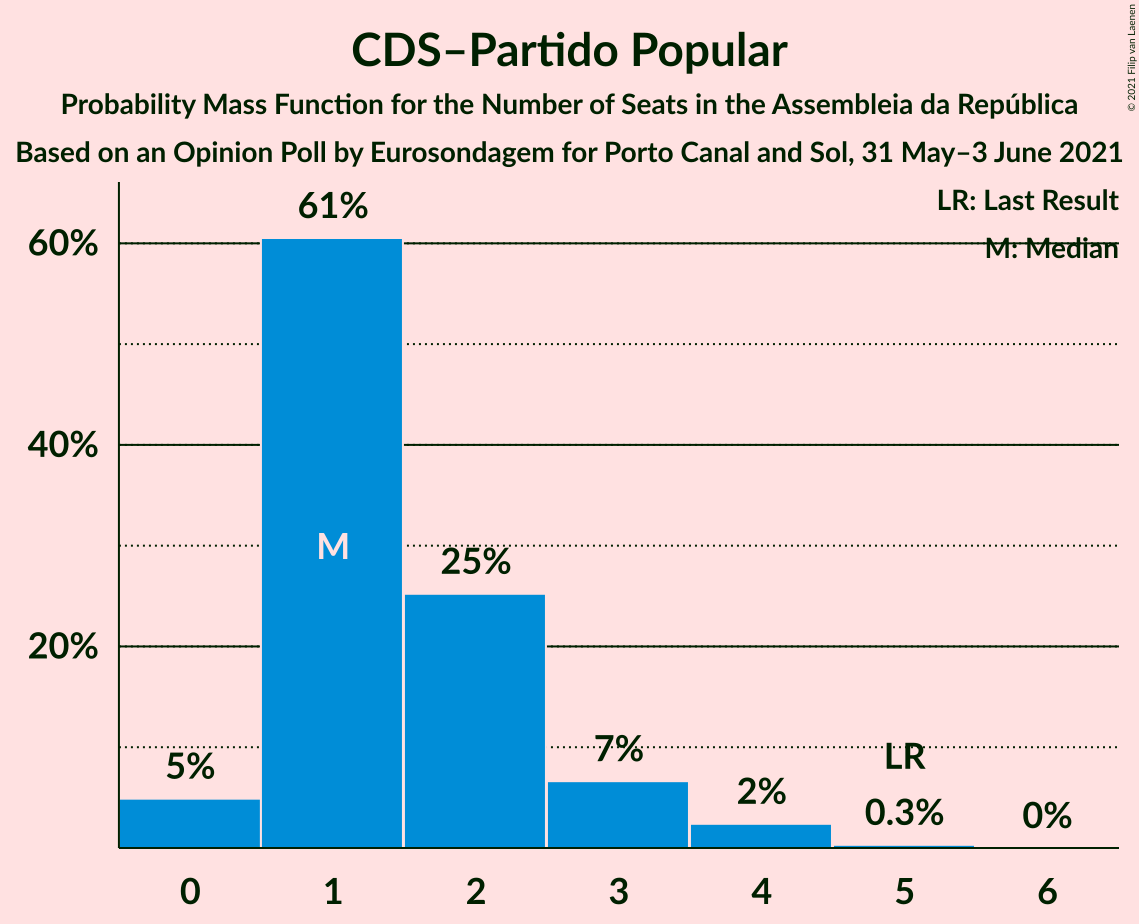 CDS–Partido Popular
Probability Mass Function for the Number of Seats in the Assembleia da República
Based on an Opinion Poll by Eurosondagem for Porto Canal and Sol, 31 May–3 June 2021
© 2021 Filip van Laenen
LR: Last Result
M: Median
61%
60%
40%
M
25%
20%
5%
7%
2%
LR
0.3%
0%
0 1 2 3 4 5 6